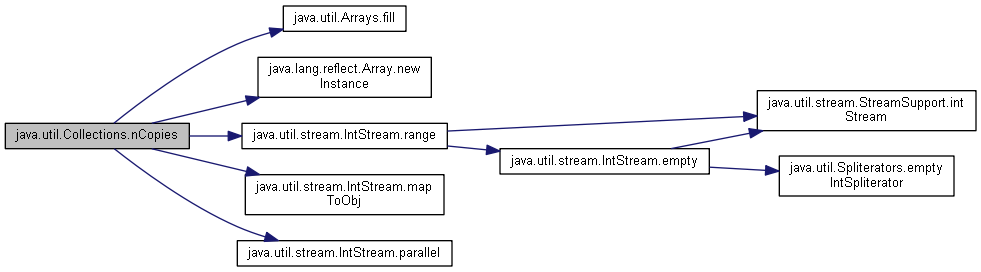 java.util.Arrays.fill
java.lang.reflect.Array.new
Instance
java.util.stream.StreamSupport.int
Stream
java.util.Collections.nCopies
java.util.stream.IntStream.range
java.util.stream.IntStream.empty
java.util.Spliterators.empty
IntSpliterator
java.util.stream.IntStream.map
ToObj
java.util.stream.IntStream.parallel